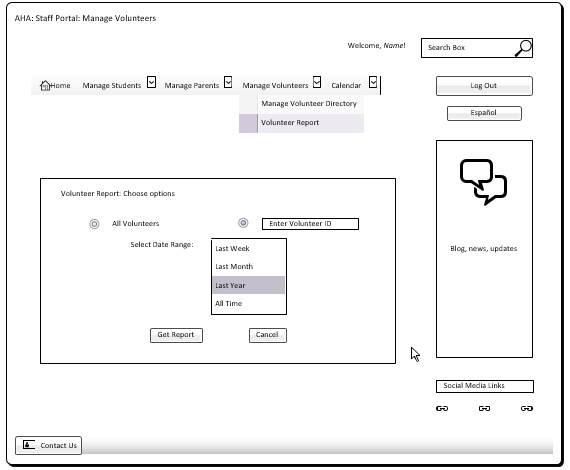 AHA: Staff Portal: Manage Volunteers
Welcome, Name!
Search Box
Home Manage Students Manage Parents Manage Volunteers Calendar
Log Out
Manage Volunteer Directory
Español
Volunteer Report
Volunteer Report: Choose options
All Volunteers
Enter Volunteer ID
Select Date Range:
Last Week
Last Month
Last Year
All Time
Get Report
Cancel
Blog, news, updates
Social Media Links
Contact Us